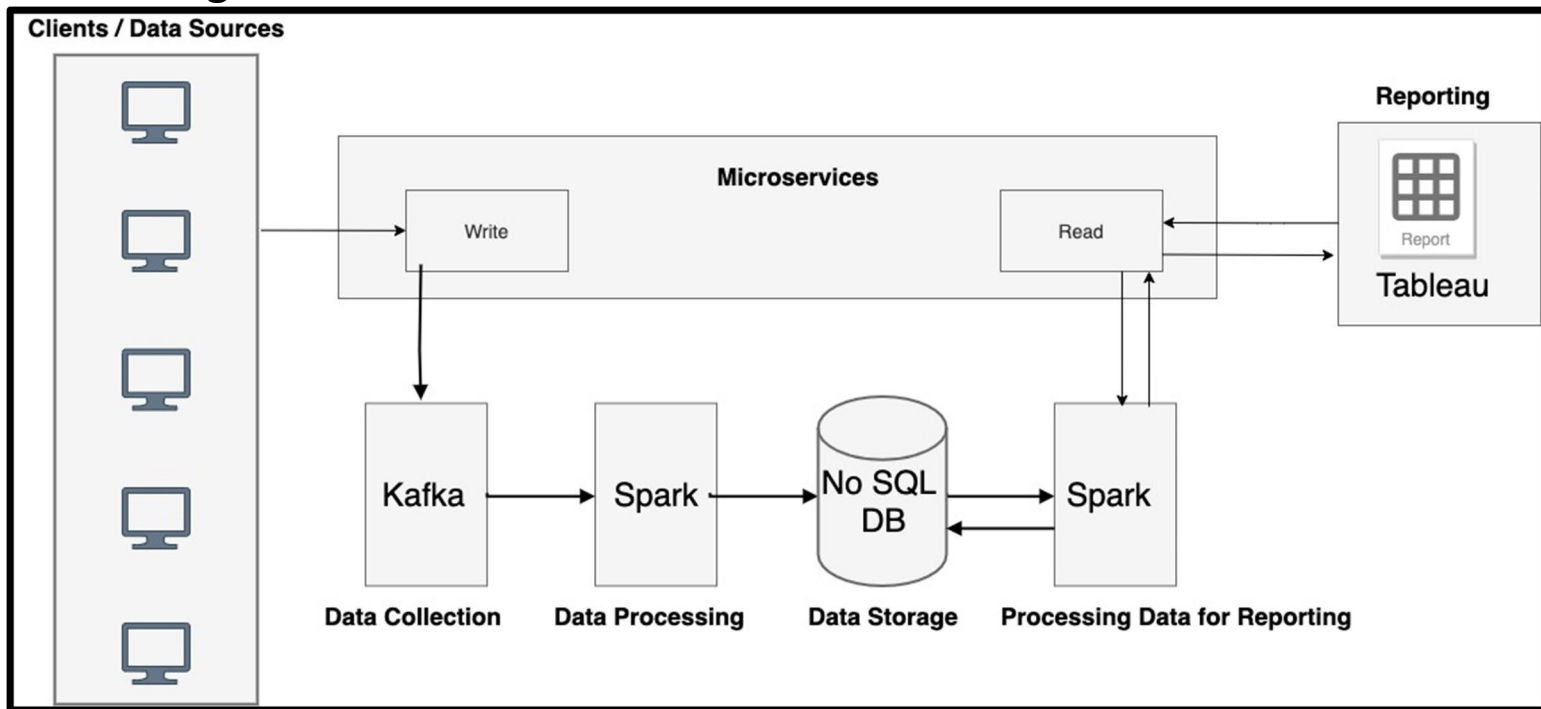 Clients / Data Sources
Reporting
Microservices
Write
Read
Report
Tableau
Kafka
Spark
No SQL
DB
Spark
Data Collection
Data Processing
Data Storage
Processing Data for Reporting